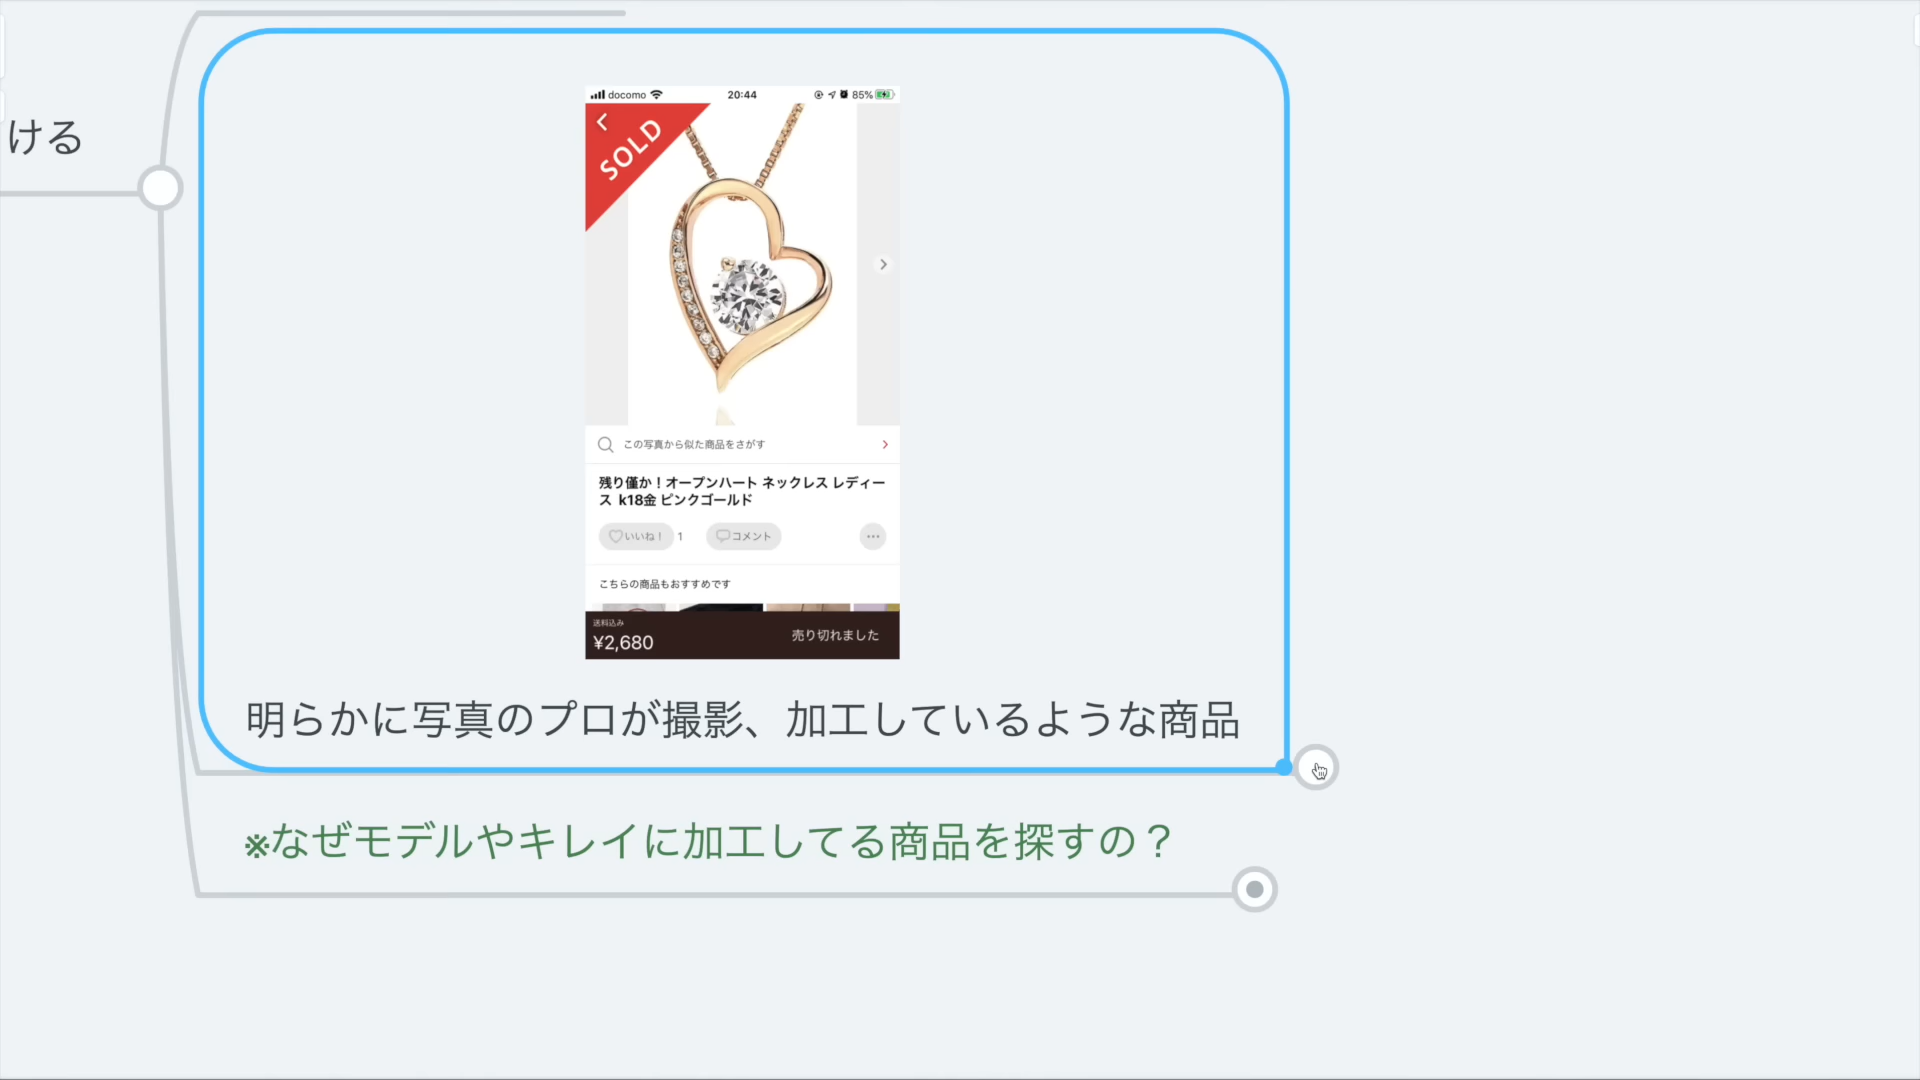 ける
docomo 20:44 85%
SOLD
この写真から似た商品をさがす
残り僅か！オープンハート ネックレス レディー
ス k18金 ピンクゴールド
いいね！ 1 コメント
こちらの商品もおすすめです
送料込み
¥2,680 売り切れました
明らかに写真のプロが撮影、加工しているような商品
※なぜモデルやキレイに加工してる商品を探すの？